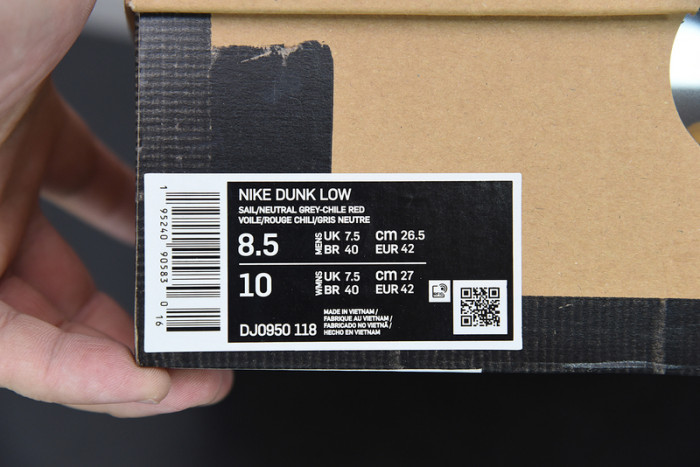 NIKE DUNK LOW
SAIL/NEUTRAL GREY-CHILE RED
VOILE/ROUGE CHILI/GRIS NEUTRE
8.5 MENS UK 7.5 cm 26.5
BR 40 EUR 42
10 WMNS UK 7.5 cm 27
BR 40 EUR 42
DJ0950 118
MADE IN VIETNAM /
FABRIQUE AU VIETNAM /
FABRICADO NO VIETNÃ /
HECHO EN VIETNAM
1 95240 90583 0 16